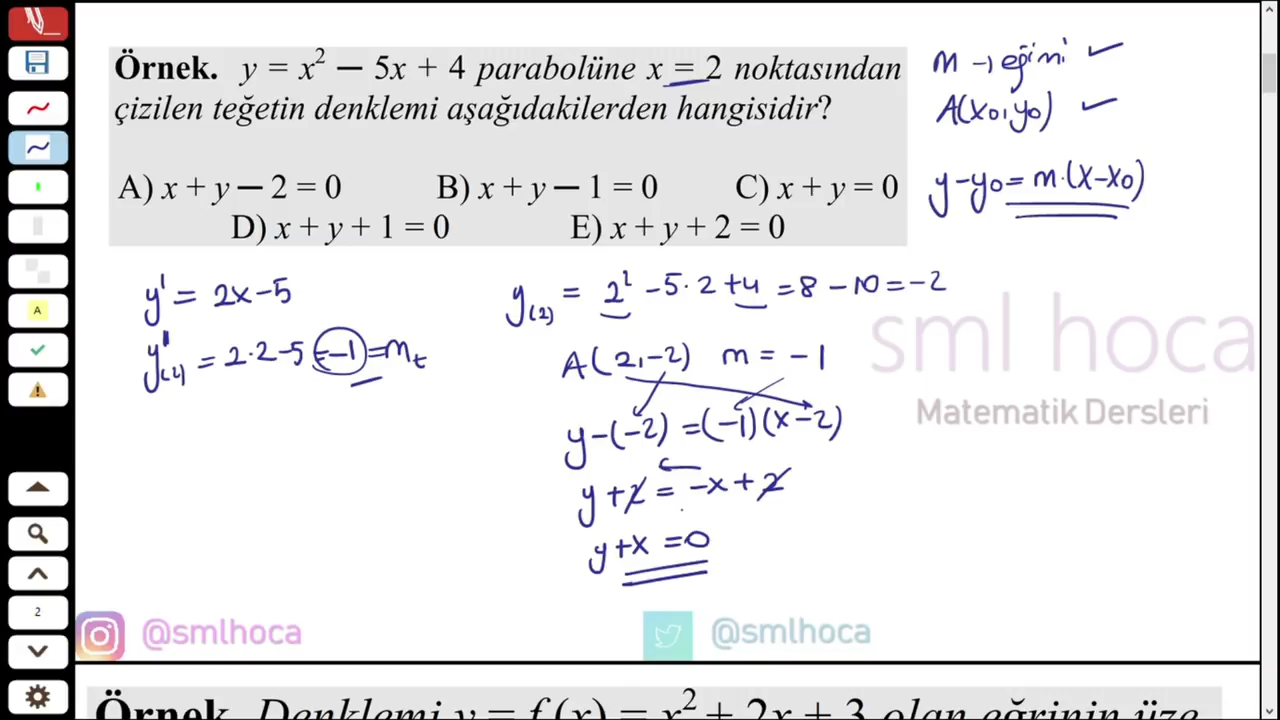 Örnek. y = x² − 5x + 4 parabolüne x = 2 noktasından
çizilen teğetin denklemi aşağıdakilerden hangisidir?
A) x + y − 2 = 0 B) x + y − 1 = 0 C) x + y = 0
D) x + y + 1 = 0 E) x + y + 2 = 0
m → eğimi ✓
A(x0, y0) ✓
y − y0 = m·(x − x0)
y' = 2x − 5
y'(2) = 2·2 − 5 = −1 = mt
y(2) = 2² − 5·2 + 4 = 8 − 10 = −2
A(2, −2) m = −1
y − (−2) = (−1)(x − 2)
y + 2 = −x + 2
y + x = 0
sml hoca
Matematik Dersleri
A
2
@smlhoca @smlhoca
Örnek. Denklemi y = f(x) = x² + 2x + 3 olan eğrinin üze